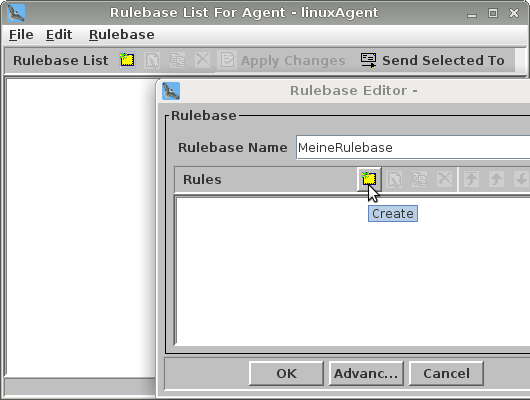 Rulebase List For Agent - linuxAgent
File Edit Rulebase
Rulebase List Apply Changes Send Selected To
Rulebase Editor -
Rulebase
Rulebase Name MeineRulebase
Rules
Create
OK Advanc... Cancel